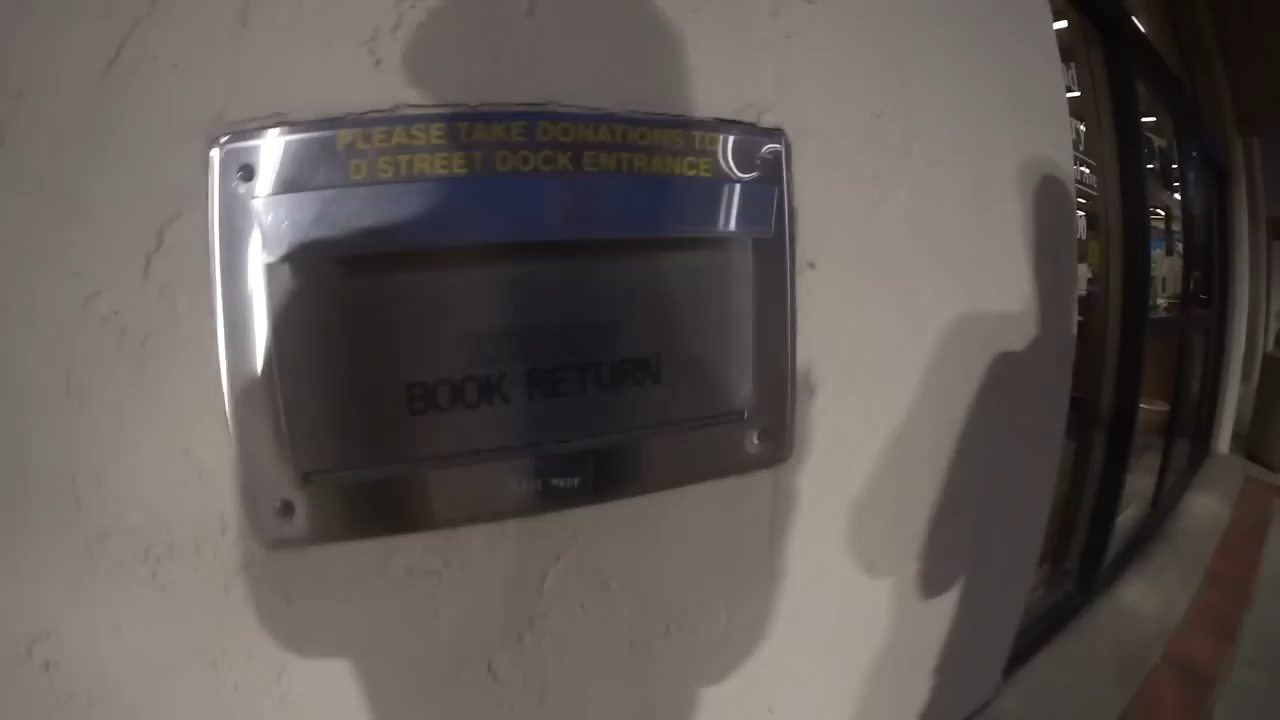 PLEASE TAKE DONATIONS TO
D STREET DOCK ENTRANCE
BOOK RETURN